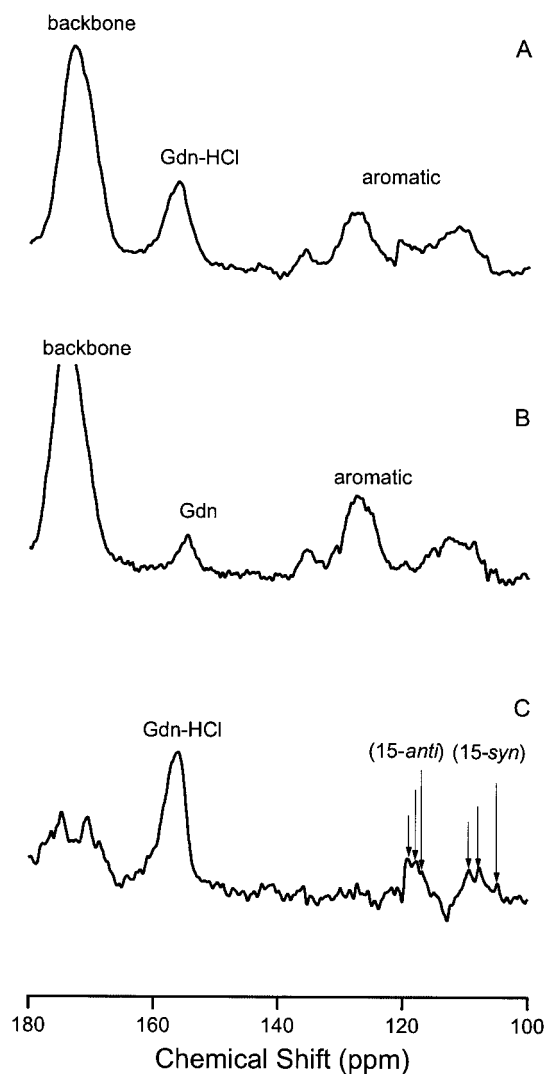 backbone
A
Gdn-HCl
aromatic
backbone
B
aromatic
Gdn
C
Gdn-HCl
(15-anti) (15-syn)
180 160 140 120 100
Chemical Shift (ppm)